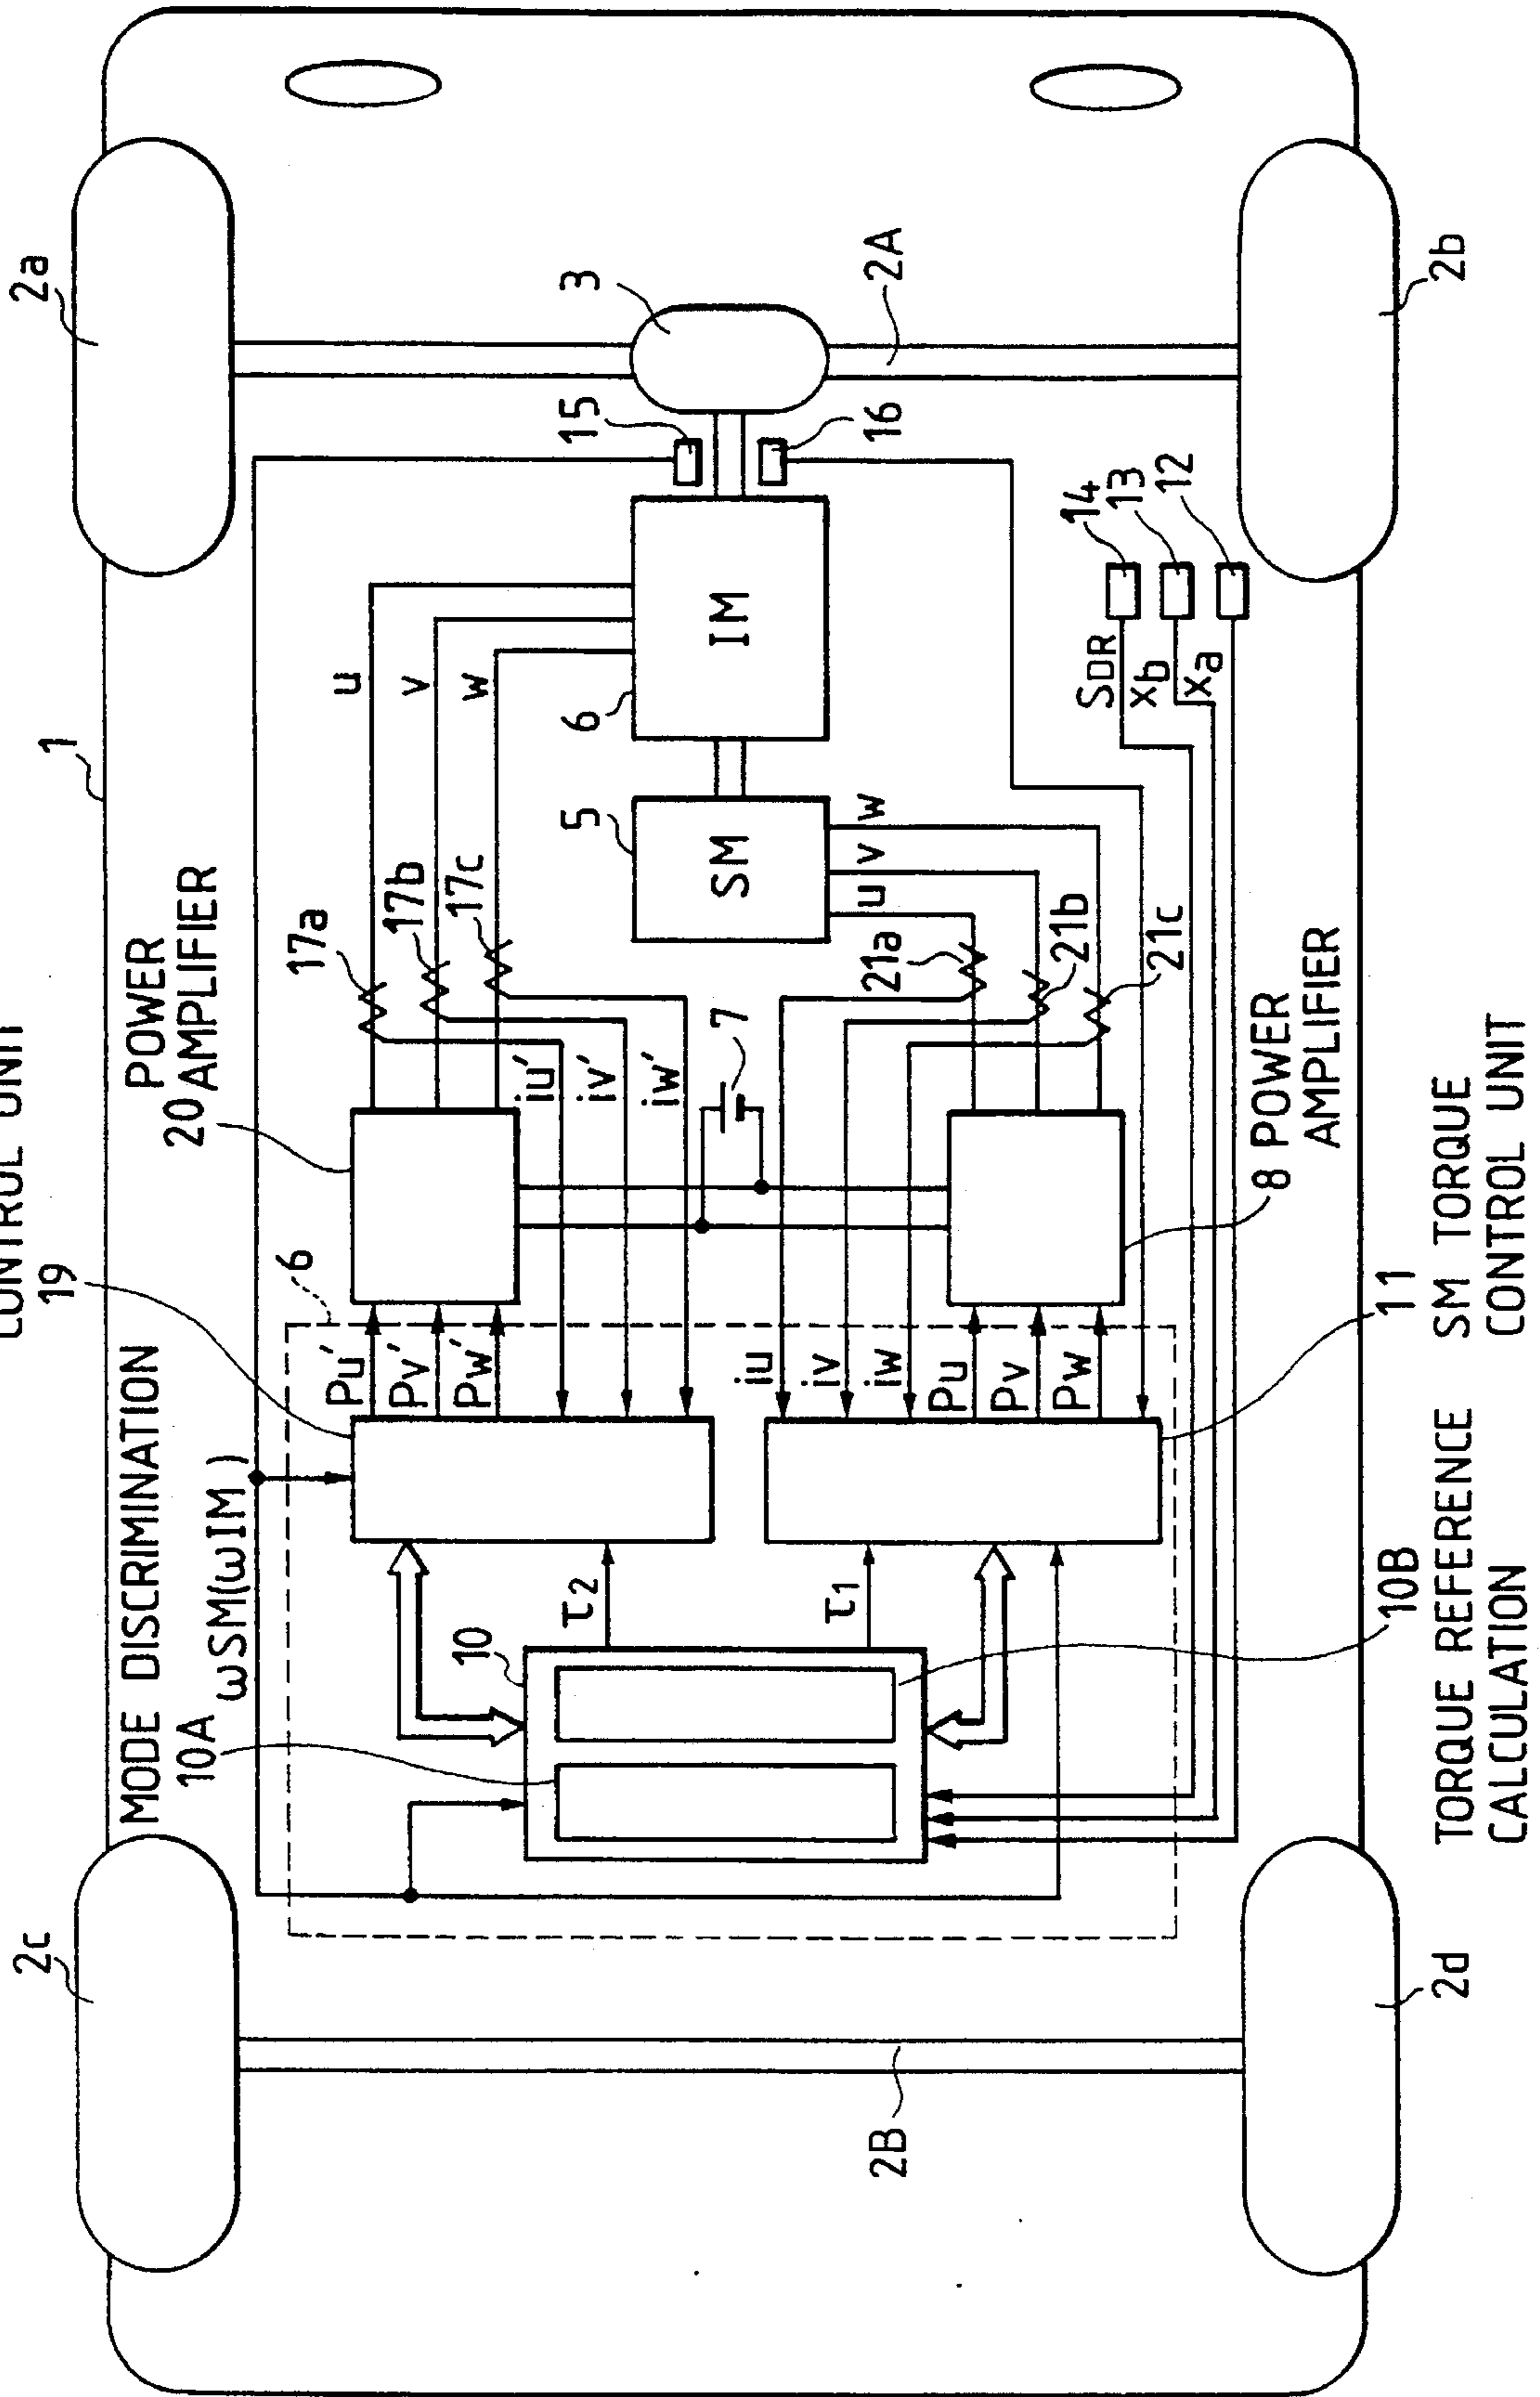 CONTROL UNIT
19
1
2a
2c
MODE DISCRIMINATION
10A
ωSM(ωIM)
POWER
AMPLIFIER
20
6
17a
17b
17c
u
v
w
Pu'
Pv'
Pw'
iu'
iv'
iw'
7
10
τ2
τ1
5
SM
6
IM
15
3
16
2A
u
v
w
21a
21b
21c
iu
iv
iw
Pu
Pv
Pw
SDR
xb
xa
14
13
12
8 POWER
AMPLIFIER
2B
2d
2b
10B
TORQUE REFERENCE
CALCULATION
11
SM TORQUE
CONTROL UNIT